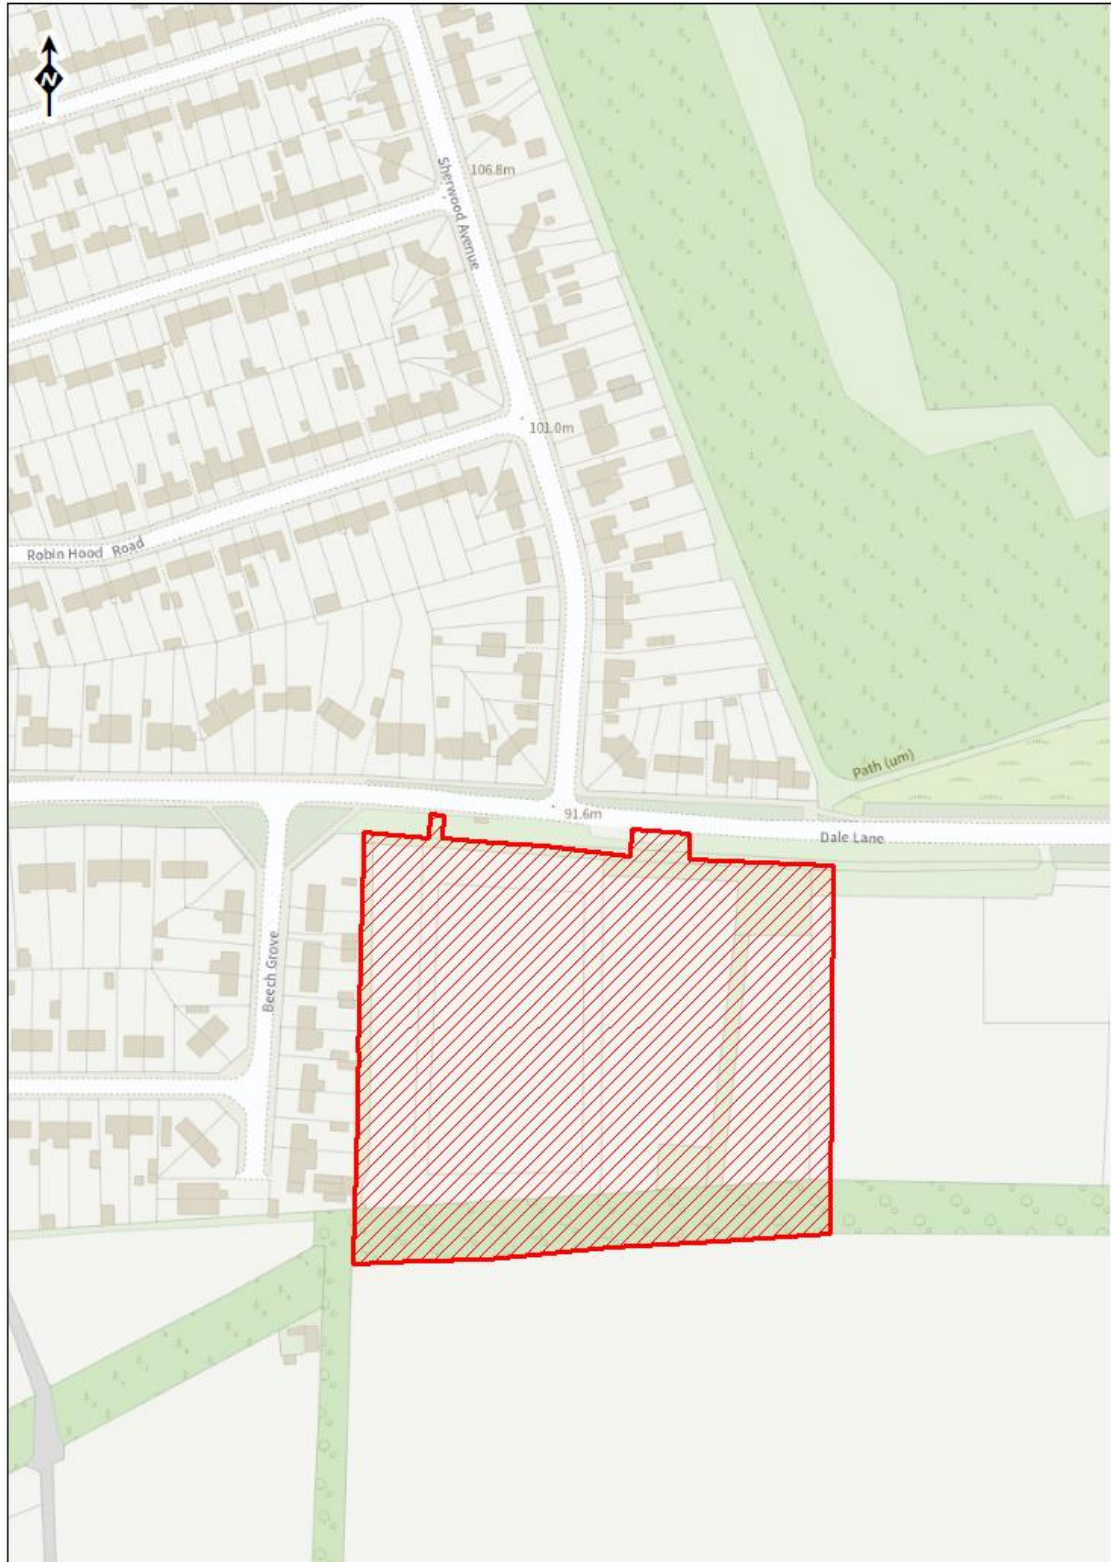 N
Sherwood Avenue
106.8m
101.0m
Robin Hood Road
Path (um)
91.6m
Dale Lane
Beech Grove